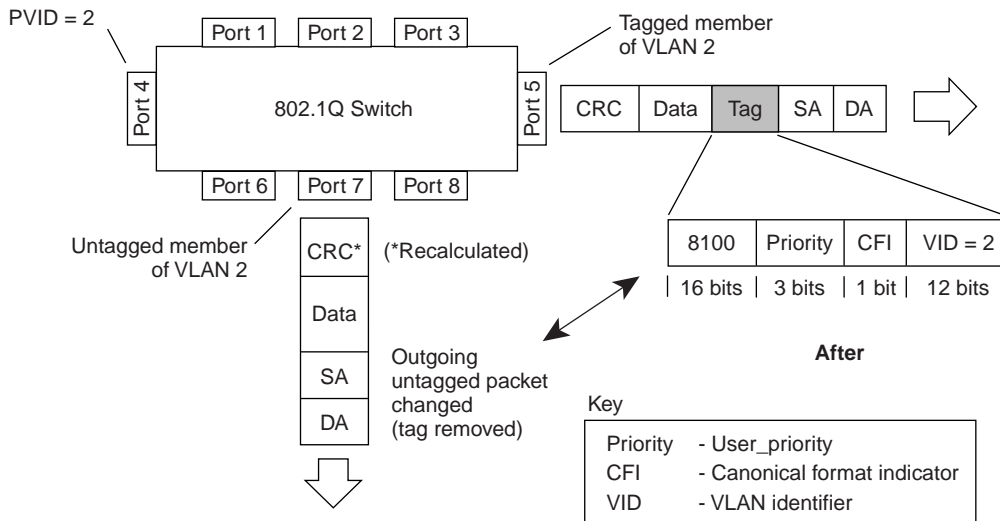 PVID = 2
Port 1
Port 2
Port 3
Tagged member
of VLAN 2
Port 4
802.1Q Switch
Port 5
CRC
Data
Tag
SA
DA
Port 6
Port 7
Port 8
Untagged member
of VLAN 2
CRC*
(*Recalculated)
8100
Priority
CFI
VID = 2
16 bits
3 bits
1 bit
12 bits
Data
After
SA
DA
Outgoing
untagged packet
changed
(tag removed)
Key
Priority - User_priority
CFI - Canonical format indicator
VID - VLAN identifier